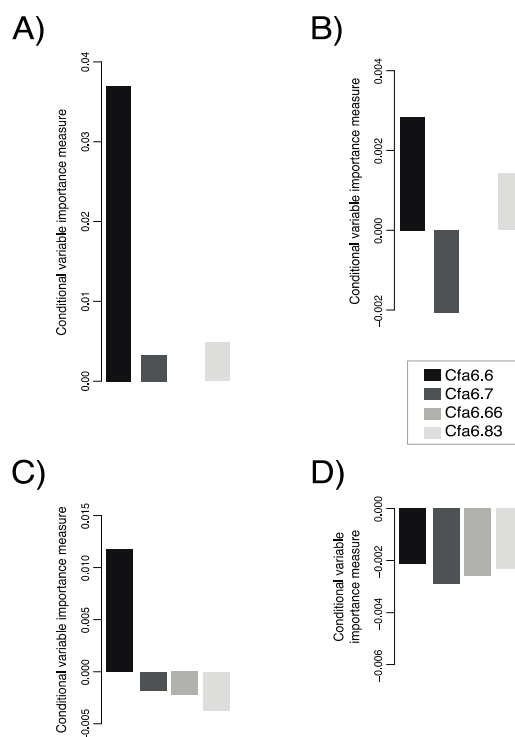 A)
Conditional variable importance measure
0.04
0.03
0.02
0.01
0.00
B)
Conditional variable importance measure
0.004
0.002
0.000
−0.002
Cfa6.6
Cfa6.7
Cfa6.66
Cfa6.83
C)
Conditional variable importance measure
0.015
0.010
0.005
0.000
−0.005
D)
Conditional variable
importance measure
0.000
−0.002
−0.004
−0.006